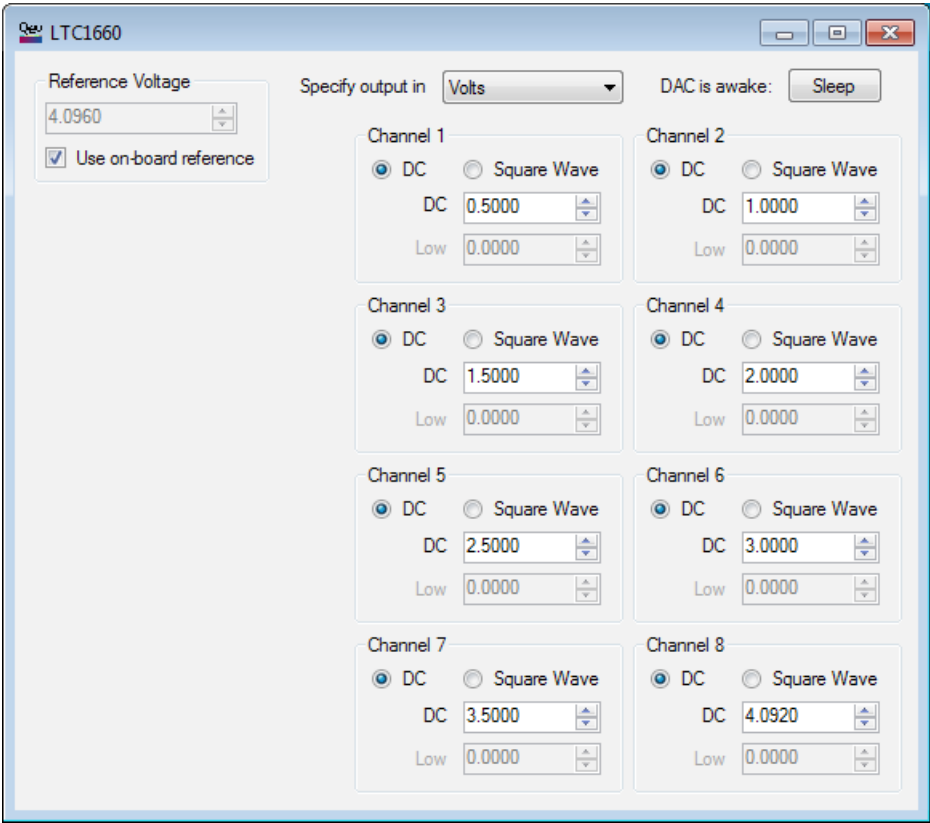 LTC1660
Reference Voltage
4.0960
Use on-board reference
Specify output in Volts
DAC is awake: Sleep
Channel 1
DC Square Wave
DC 0.5000
Low 0.0000
Channel 2
DC Square Wave
DC 1.0000
Low 0.0000
Channel 3
DC Square Wave
DC 1.5000
Low 0.0000
Channel 4
DC Square Wave
DC 2.0000
Low 0.0000
Channel 5
DC Square Wave
DC 2.5000
Low 0.0000
Channel 6
DC Square Wave
DC 3.0000
Low 0.0000
Channel 7
DC Square Wave
DC 3.5000
Low 0.0000
Channel 8
DC Square Wave
DC 4.0920
Low 0.0000